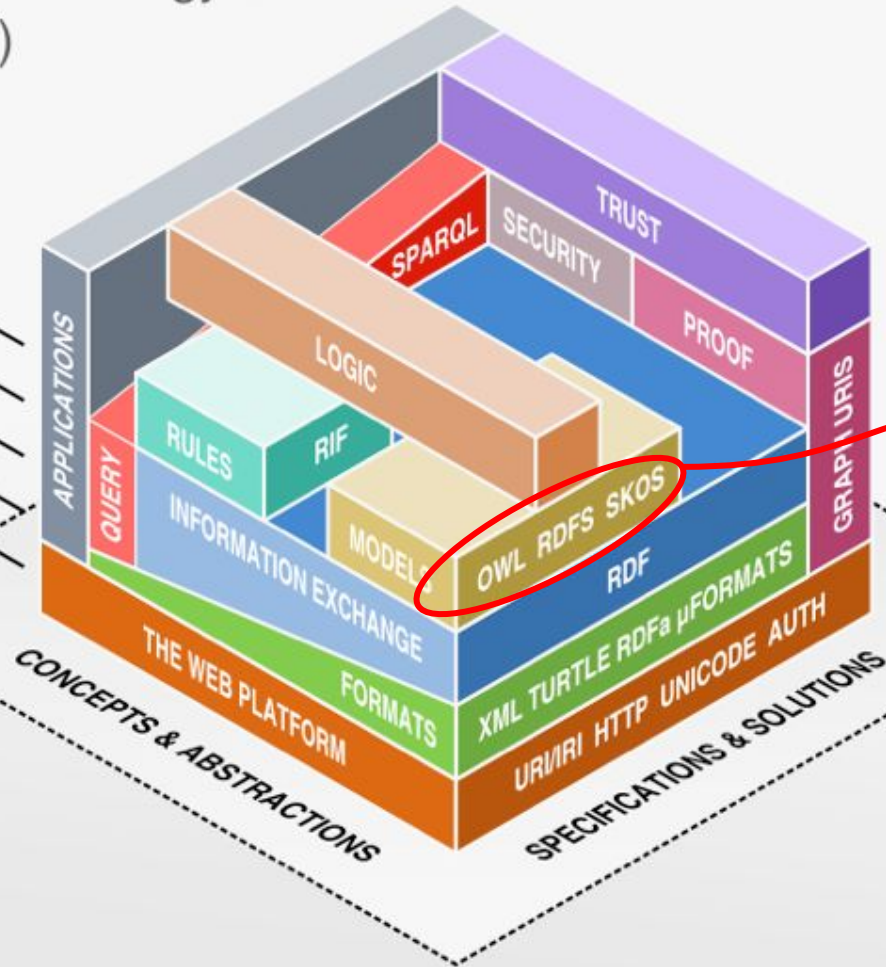 )
TRUST
SPARQL
SECURITY
PROOF
LOGIC
APPLICATIONS
RULES
RIF
GRAPH URIS
QUERY
INFORMATION EXCHANGE
MODELS
OWL RDFS SKOS
RDF
FORMATS
XML TURTLE RDFa µFORMATS
THE WEB PLATFORM
URI/IRI HTTP UNICODE AUTH
CONCEPTS & ABSTRACTIONS
SPECIFICATIONS & SOLUTIONS